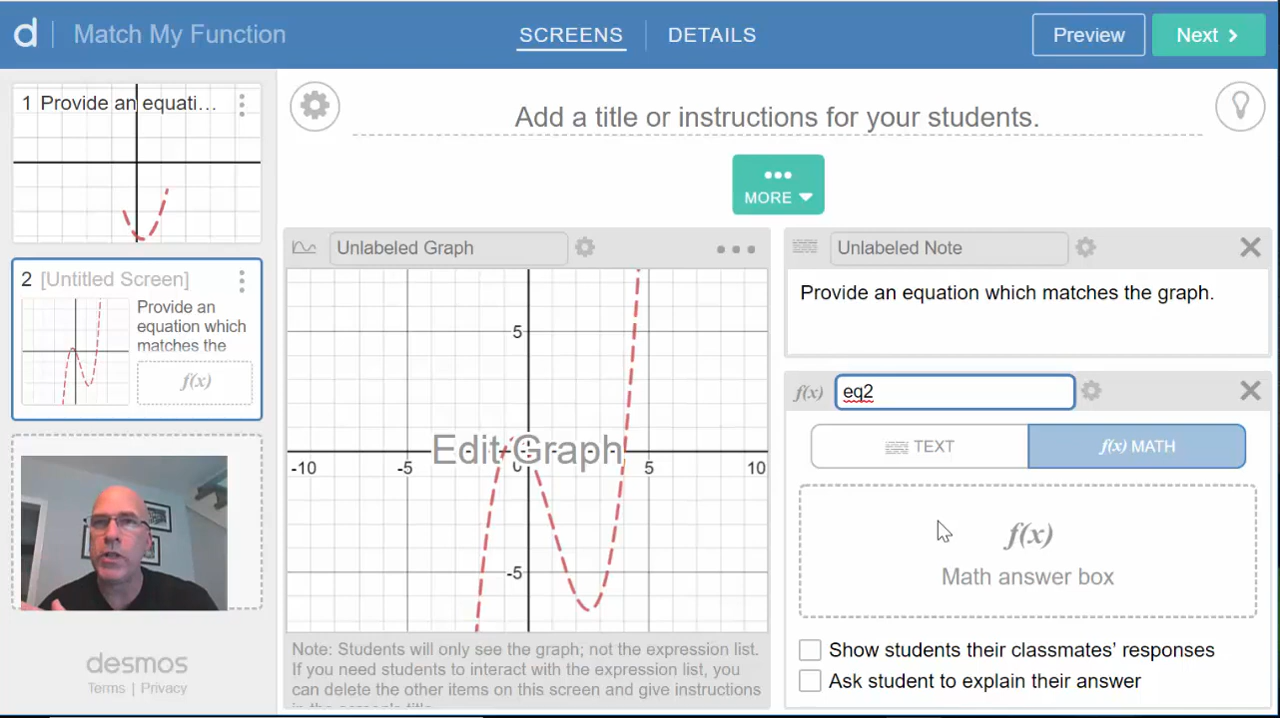 d Match My Function SCREENS DETAILS Preview Next
1 Provide an equati...
2 [Untitled Screen]
Provide an
equation which
matches the
f(x)
desmos
Terms | Privacy
Add a title or instructions for your students.
MORE
Unlabeled Graph
5
Edit Graph
-10 -5 0 5 10
-5
Note: Students will only see the graph; not the expression list.
If you need students to interact with the expression list, you
can delete the other items on this screen and give instructions
in the screen's title.
Unlabeled Note
Provide an equation which matches the graph.
f(x) eq2
TEXT f(x) MATH
f(x)
Math answer box
Show students their classmates' responses
Ask student to explain their answer